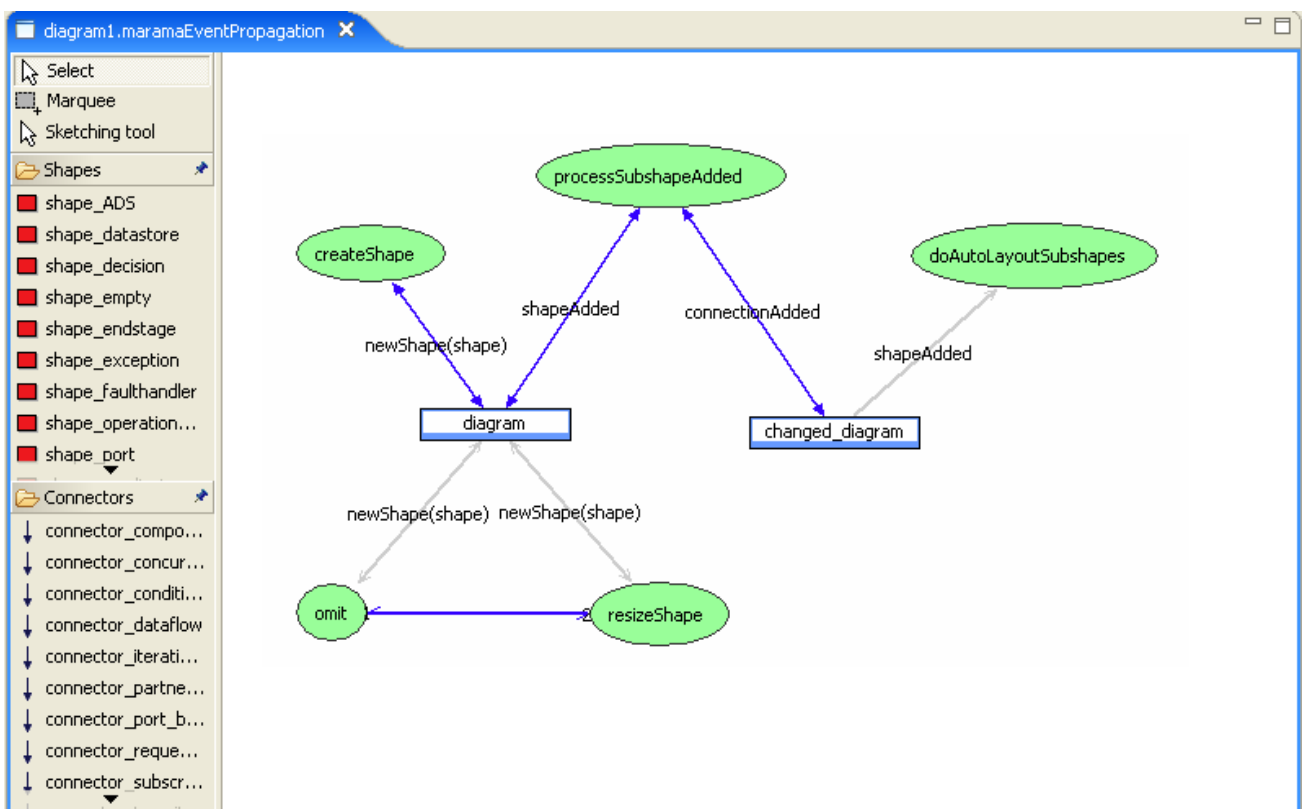 diagram1.maramaEventPropagation
Select
Marquee
Sketching tool
Shapes
shape_ADS
shape_datastore
shape_decision
shape_empty
shape_endstage
shape_exception
shape_faulthandler
shape_operation...
shape_port
Connectors
connector_compo...
connector_concur...
connector_conditi...
connector_dataflow
connector_iterati...
connector_partne...
connector_port_b...
connector_reque...
connector_subscr...
processSubshapeAdded
createShape
doAutoLayoutSubshapes
shapeAdded
connectionAdded
newShape(shape)
shapeAdded
diagram
changed_diagram
newShape(shape)
newShape(shape)
omit
resizeShape